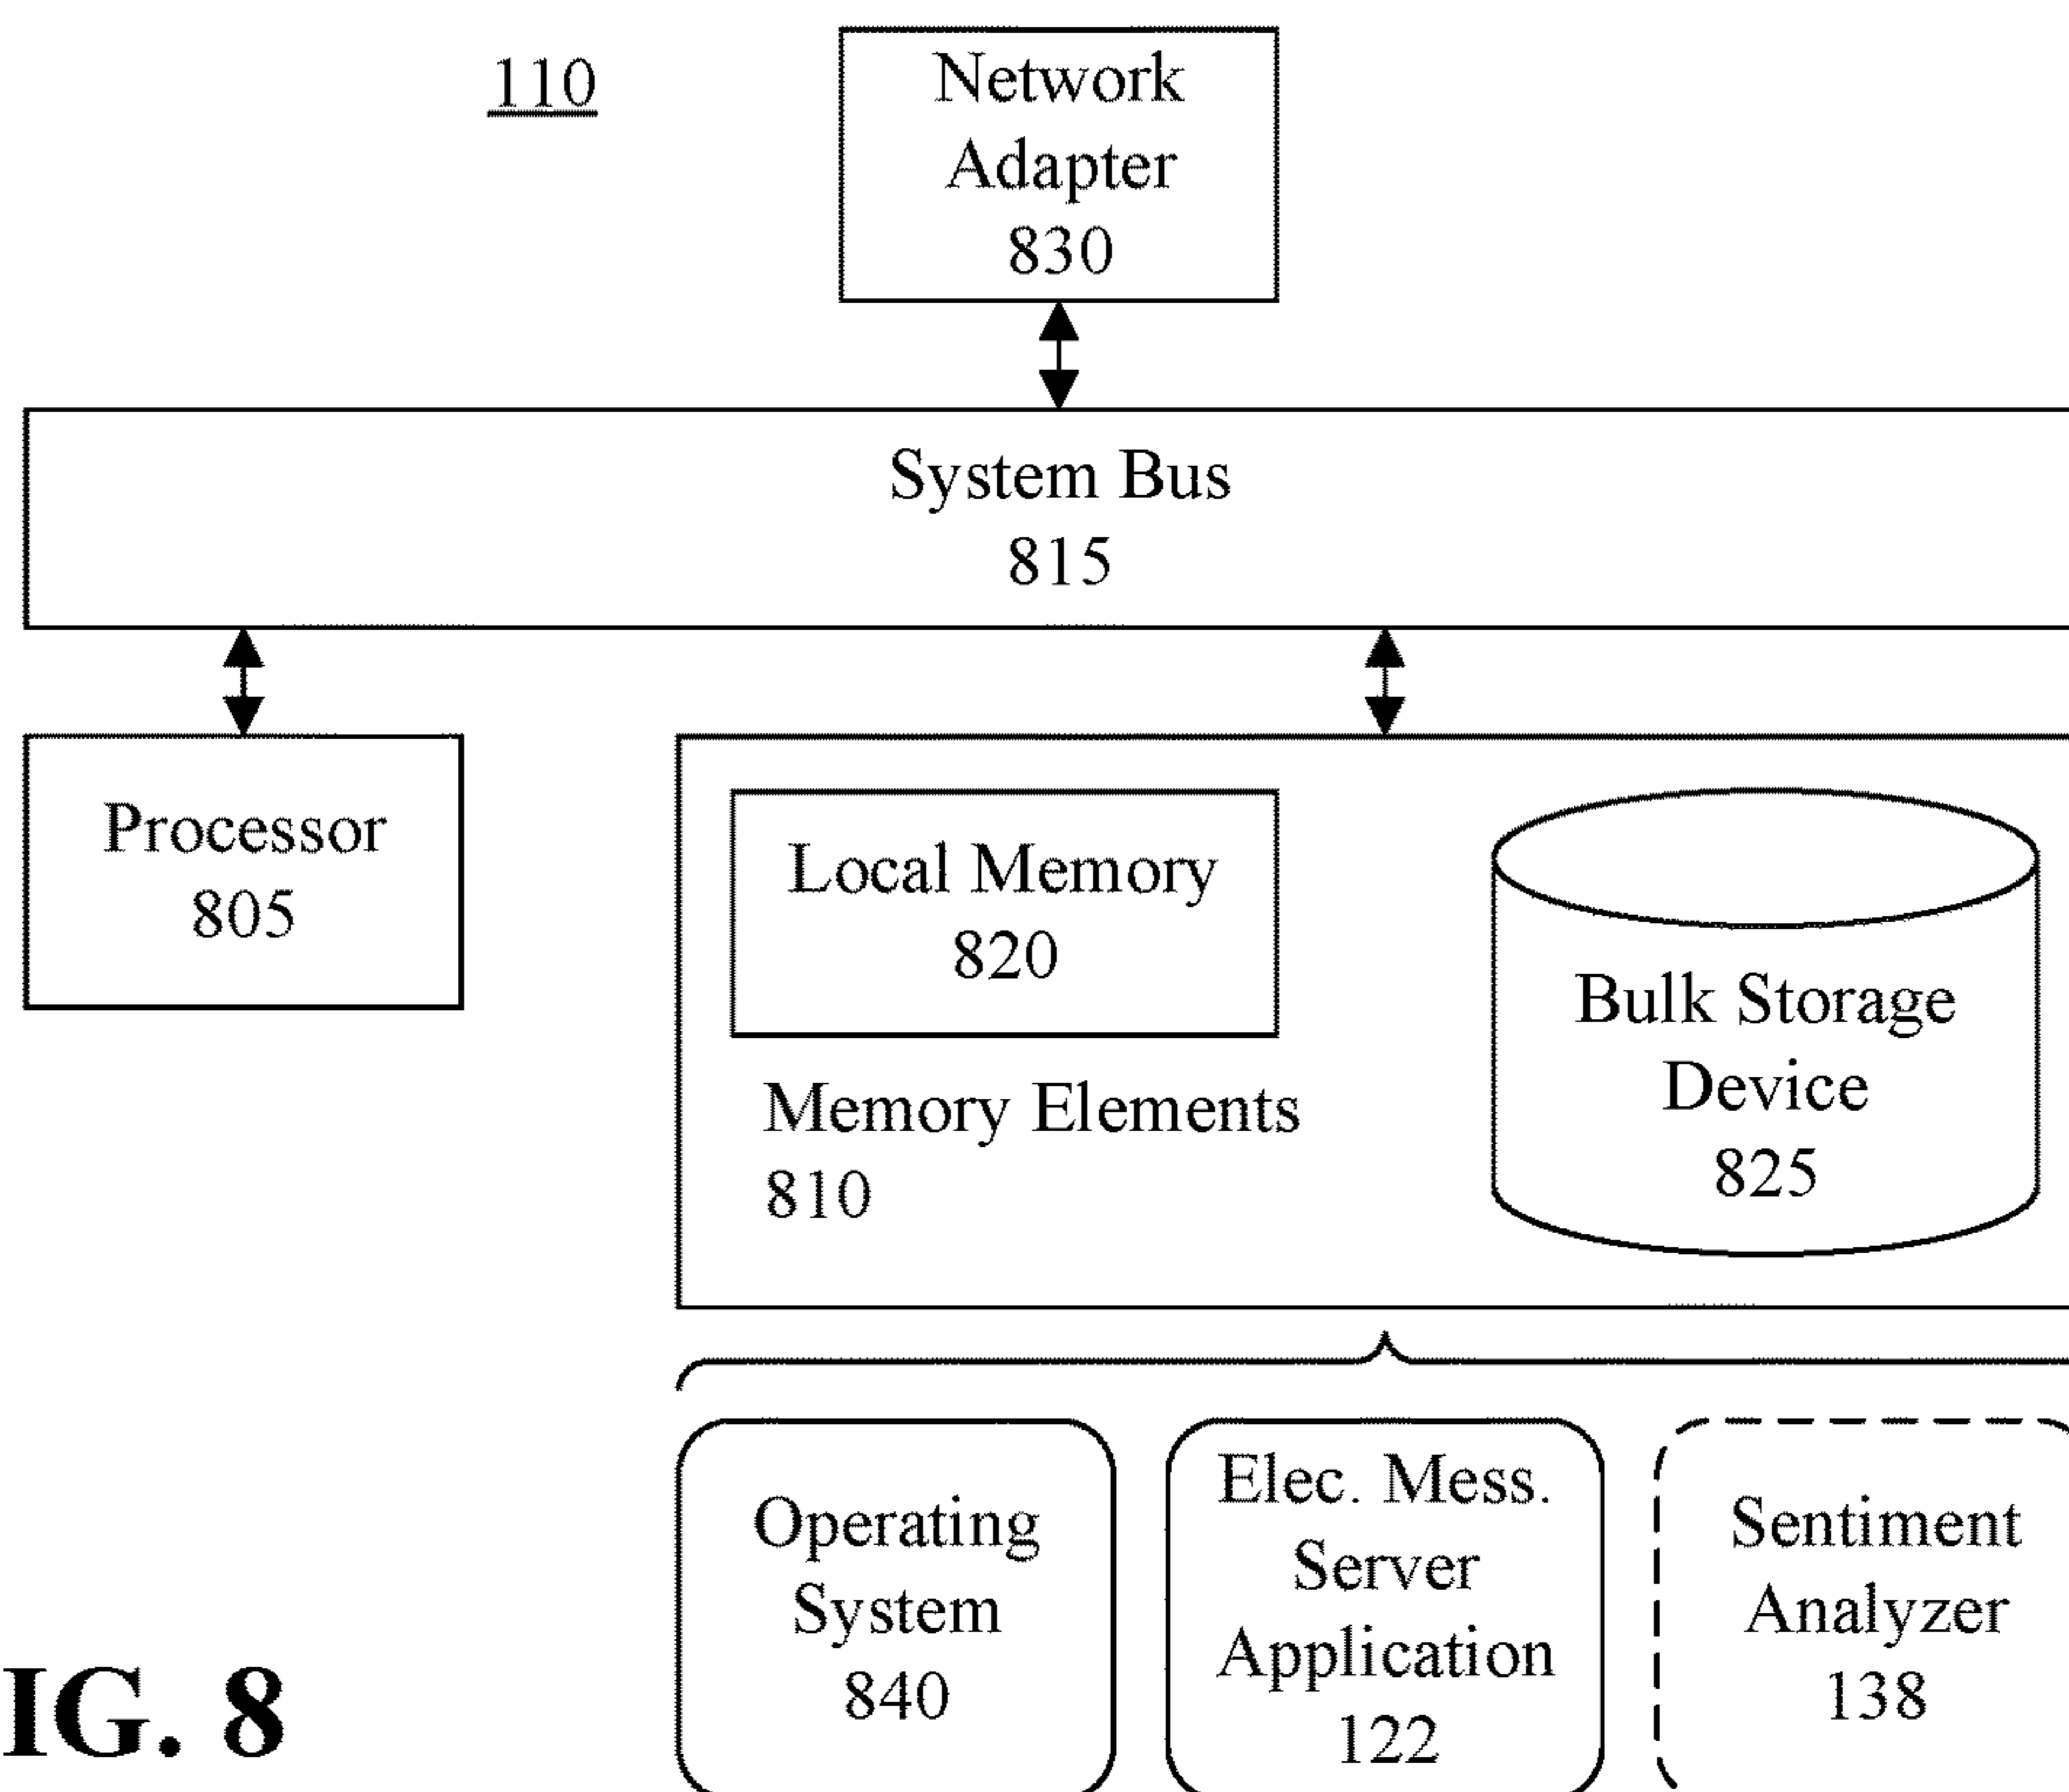 110
Network
Adapter
830
System Bus
815
Processor
805
Local Memory
820
Memory Elements
810
Bulk Storage
Device
825
Operating
System
840
Elec. Mess.
Server
Application
122
Sentiment
Analyzer
138
IG. 8